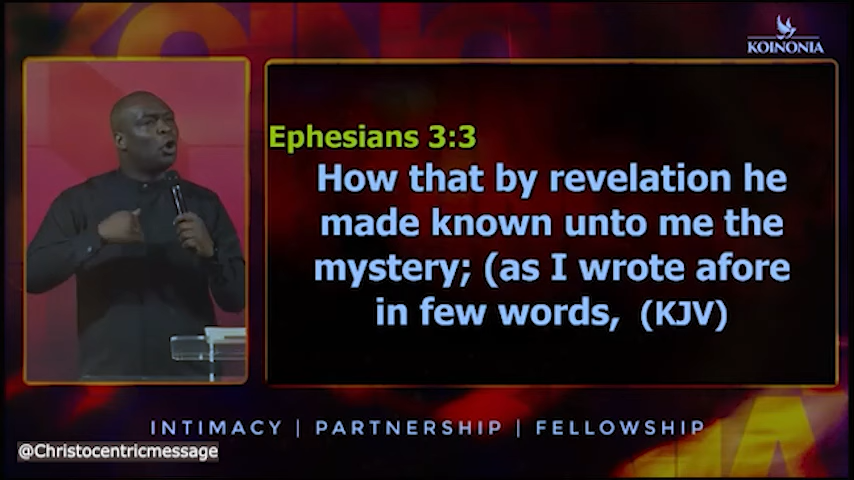 KOINONIA
Ephesians 3:3
How that by revelation he
made known unto me the
mystery; (as I wrote afore
in few words, (KJV)
INTIMACY | PARTNERSHIP | FELLOWSHIP
@Christocentricmessage